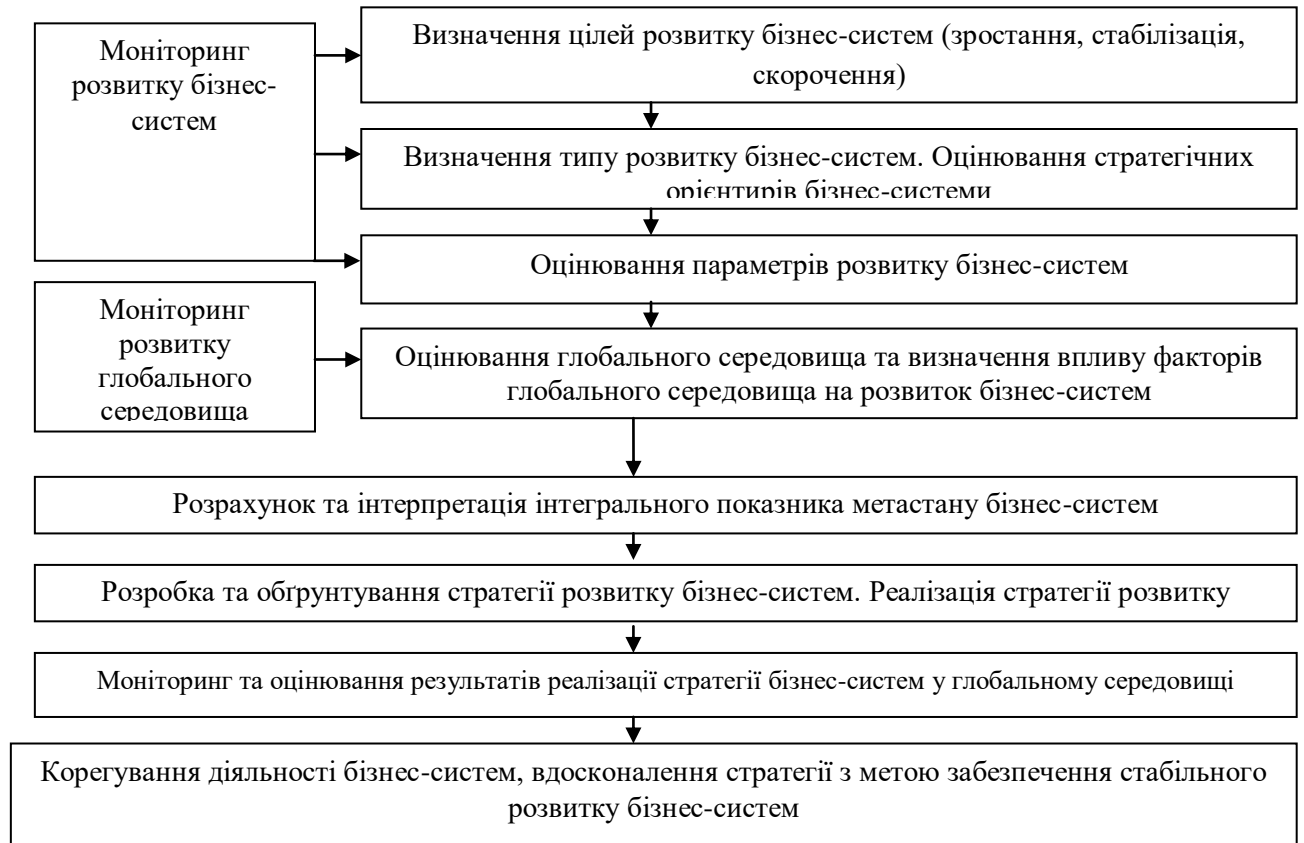 Моніторинг
розвитку бізнес-
систем
Визначення цілей розвитку бізнес-систем (зростання, стабілізація,
скорочення)
Визначення типу розвитку бізнес-систем. Оцінювання стратегічних
орієнтирів бізнес-системи
Оцінювання параметрів розвитку бізнес-систем
Моніторинг
розвитку
глобального
середовища
Оцінювання глобального середовища та визначення впливу факторів
глобального середовища на розвиток бізнес-систем
Розрахунок та інтерпретація інтегрального показника метастану бізнес-систем
Розробка та обґрунтування стратегії розвитку бізнес-систем. Реалізація стратегії розвитку
Моніторинг та оцінювання результатів реалізації стратегії бізнес-систем у глобальному середовищі
Корегування діяльності бізнес-систем, вдосконалення стратегії з метою забезпечення стабільного
розвитку бізнес-систем